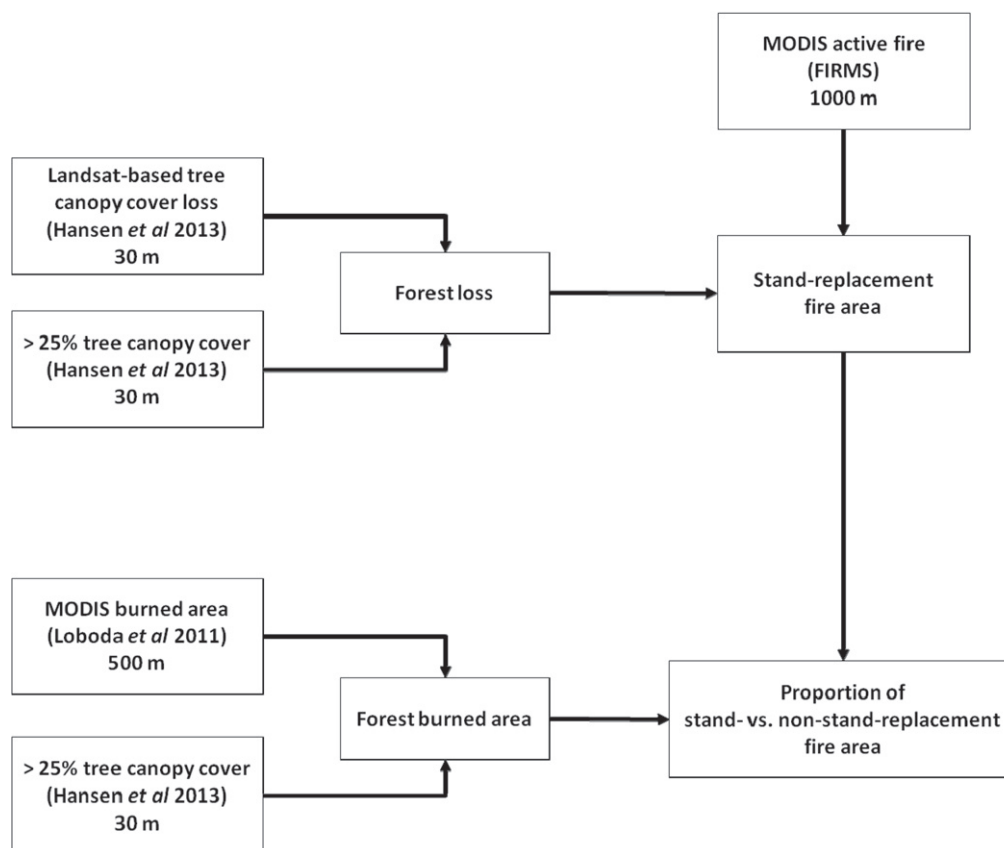 MODIS active fire
(FIRMS)
1000 m
Landsat-based tree
canopy cover loss
(Hansen et al 2013)
30 m
Forest loss
Stand-replacement
fire area
> 25% tree canopy cover
(Hansen et al 2013)
30 m
MODIS burned area
(Loboda et al 2011)
500 m
Forest burned area
Proportion of
stand- vs. non-stand-replacement
fire area
> 25% tree canopy cover
(Hansen et al 2013)
30 m